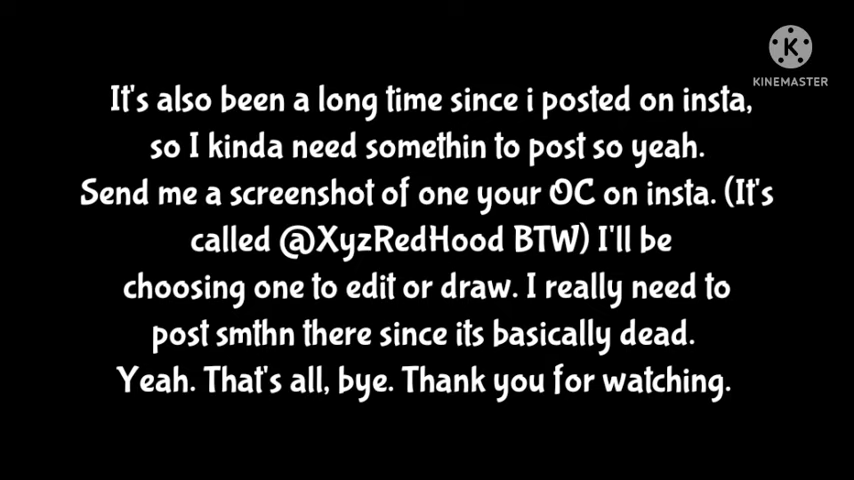 KINEMASTER
It's also been a long time since i posted on insta,
so I kinda need somethin to post so yeah.
Send me a screenshot of one your OC on insta. (It's
called @XyzRedHood BTW) I'll be
choosing one to edit or draw. I really need to
post smthn there since its basically dead.
Yeah. That's all, bye. Thank you for watching.